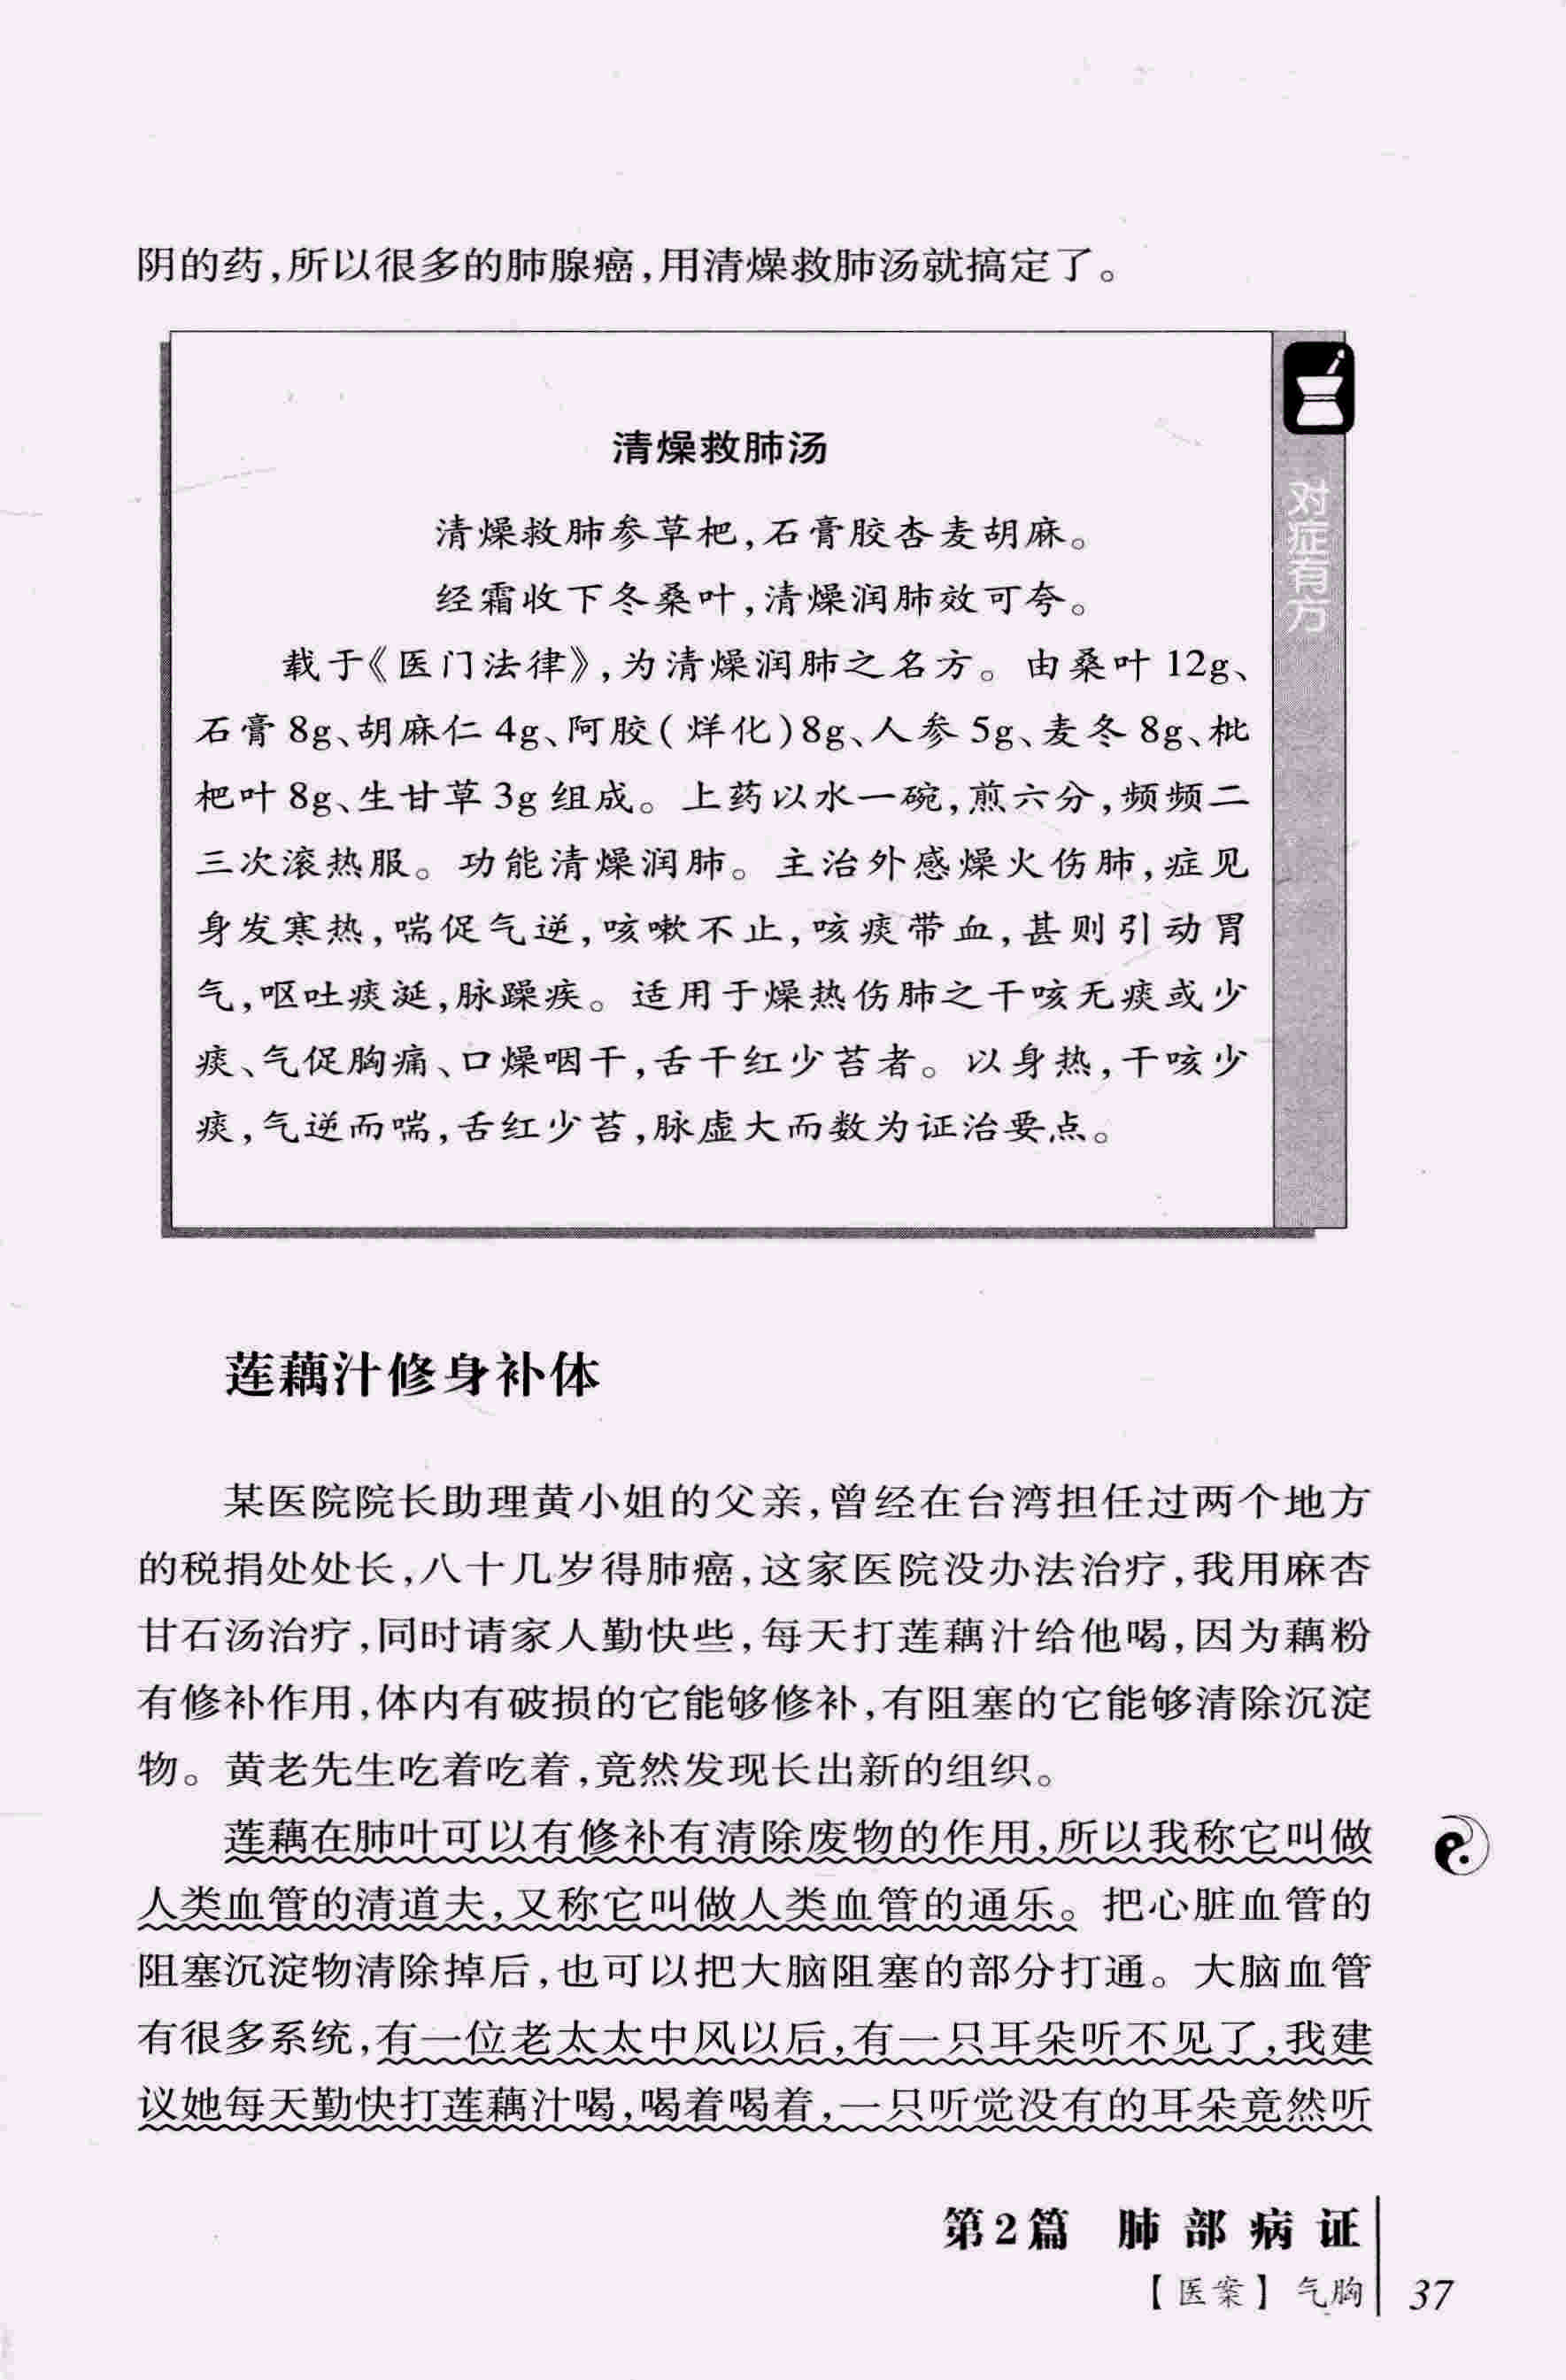 阴的药,所以很多的肺腺癌,用清燥救肺汤就搞定了。
清燥救肺汤
清燥救肺参草杷,石膏胶杏麦胡麻。
经霜收下冬桑叶,清燥润肺效可夸。
载于《医门法律》,为清燥润肺之名方。由桑叶 12g、
石膏 8g、胡麻仁 4g、阿胶(烊化)8g、人参 5g、麦冬 8g、枇
杷叶 8g、生甘草 3g 组成。上药以水一碗,煎六分,频频二
三次滚热服。功能清燥润肺。主治外感燥火伤肺,症见
身发寒热,喘促气逆,咳嗽不止,咳痰带血,甚则引动胃
气,呕吐痰涎,脉躁疾。适用于燥热伤肺之干咳无痰或少
痰、气促胸痛、口燥咽干,舌干红少苔者。以身热,干咳少
痰,气逆而喘,舌红少苔,脉虚大而数为证治要点。
对症有方
莲藕汁修身补体
某医院院长助理黄小姐的父亲,曾经在台湾担任过两个地方
的税捐处处长,八十几岁得肺癌,这家医院没办法治疗,我用麻杏
甘石汤治疗,同时请家人勤快些,每天打莲藕汁给他喝,因为藕粉
有修补作用,体内有破损的它能够修补,有阻塞的它能够清除沉淀
物。黄老先生吃着吃着,竟然发现长出新的组织。
莲藕在肺叶可以有修补有清除废物的作用,所以我称它叫做
人类血管的清道夫,又称它叫做人类血管的通乐。把心脏血管的
阻塞沉淀物清除掉后,也可以把大脑阻塞的部分打通。大脑血管
有很多系统,有一位老太太中风以后,有一只耳朵听不见了,我建
议她每天勤快打莲藕汁喝,喝着喝着,一只听觉没有的耳朵竟然听
第2篇 肺部病证
【医案】气胸
37